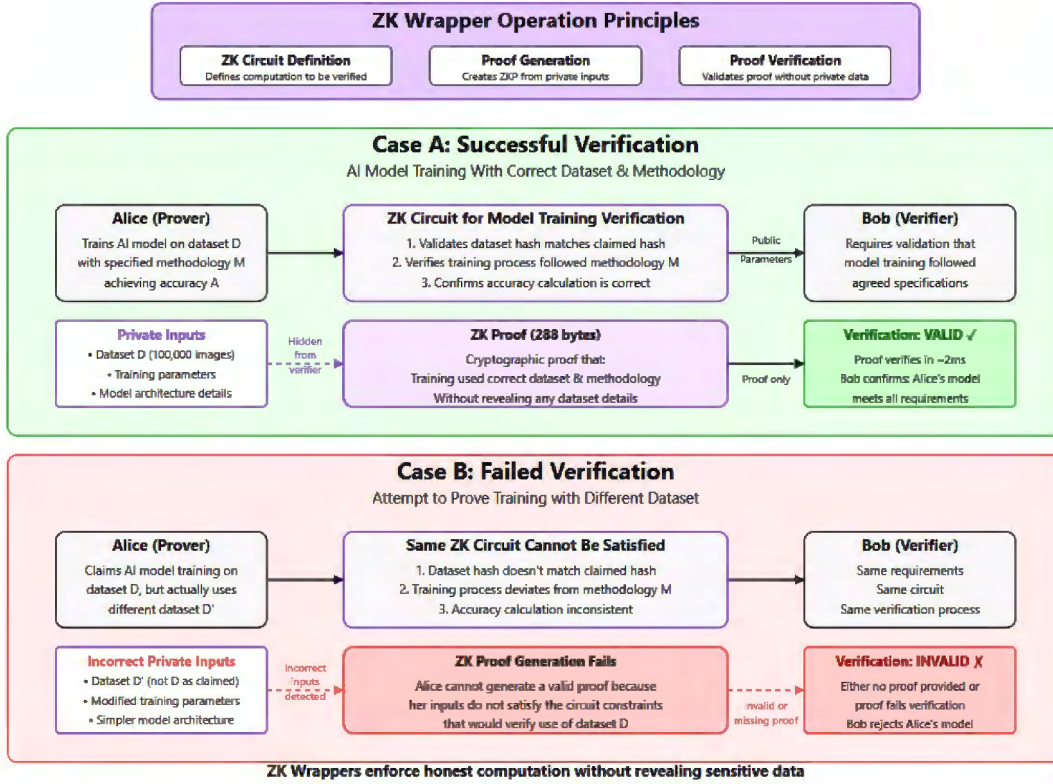 ZK Wrapper Operation Principles
ZK Circuit Definition
Defines computation to be verified
Proof Generation
Creates ZKP from private inputs
Proof Verification
Validates proof without private data
Case A: Successful Verification
AI Model Training With Correct Dataset & Methodology
Alice (Prover)
Trains AI model on dataset D
with specified methodology M
achieving accuracy A
ZK Circuit for Model Training Verification
1. Validates dataset hash matches claimed hash
2. Verifies training process followed methodology M
3. Confirms accuracy calculation is correct
Public
Parameters
Bob (Verifier)
Requires validation that
model training followed
agreed specifications
Private Inputs
• Dataset D (100,000 images)
• Training parameters
• Model architecture details
Hidden
from
verifier
ZK Proof (288 bytes)
Cryptographic proof that:
Training used correct dataset & methodology
Without revealing any dataset details
Proof only
Verification: VALID ✓
Proof verifies in ~2ms
Bob confirms: Alice's model
meets all requirements
Case B: Failed Verification
Attempt to Prove Training with Different Dataset
Alice (Prover)
Claims AI model training on
dataset D, but actually uses
different dataset D'
Same ZK Circuit Cannot Be Satisfied
1. Dataset hash doesn't match claimed hash
2. Training process deviates from methodology M
3. Accuracy calculation inconsistent
Bob (Verifier)
Same requirements
Same circuit
Same verification process
Incorrect Private Inputs
• Dataset D' (not D as claimed)
• Modified training parameters
• Simpler model architecture
Incorrect
inputs
detected
ZK Proof Generation Fails
Alice cannot generate a valid proof because
her inputs do not satisfy the circuit constraints
that would verify use of dataset D
Invalid or
missing proof
Verification: INVALID ✗
Either no proof provided or
proof fails verification
Bob rejects Alice's model
ZK Wrappers enforce honest computation without revealing sensitive data